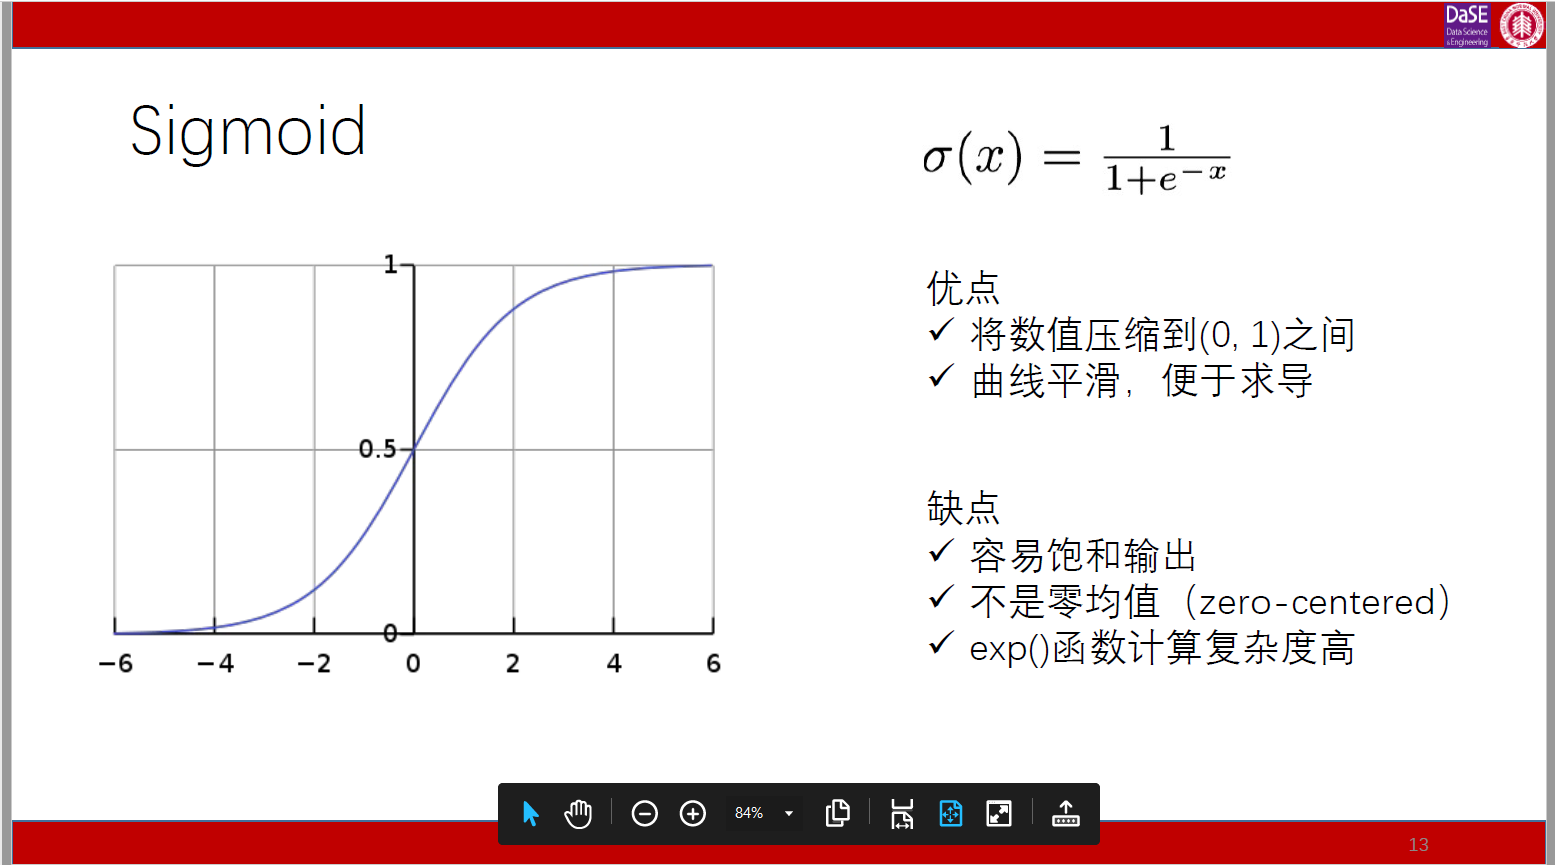 DaSE
Data Science
& Engineering
Sigmoid
σ(x) = 1/(1+e^{-x})
1
0.5
0
−6 −4 −2 0 2 4 6
优点
✓ 将数值压缩到(0, 1)之间
✓ 曲线平滑，便于求导
缺点
✓ 容易饱和输出
✓ 不是零均值（zero-centered）
✓ exp()函数计算复杂度高
84%
13